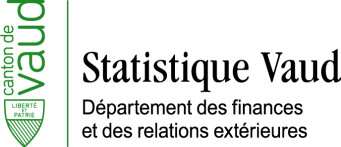 canton de
vaud
LIBERTÉ
ET
PATRIE
Statistique Vaud
Département des finances
et des relations extérieures